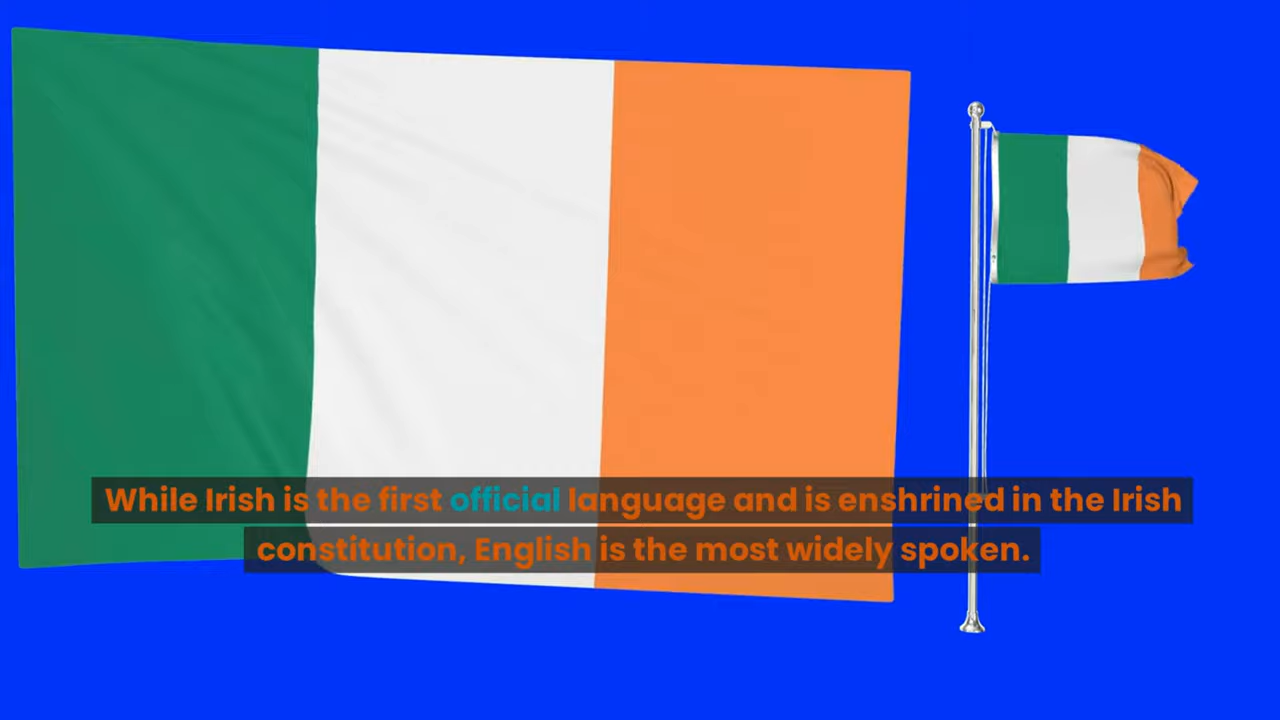 While Irish is the first official language and is enshrined in the Irish
constitution, English is the most widely spoken.